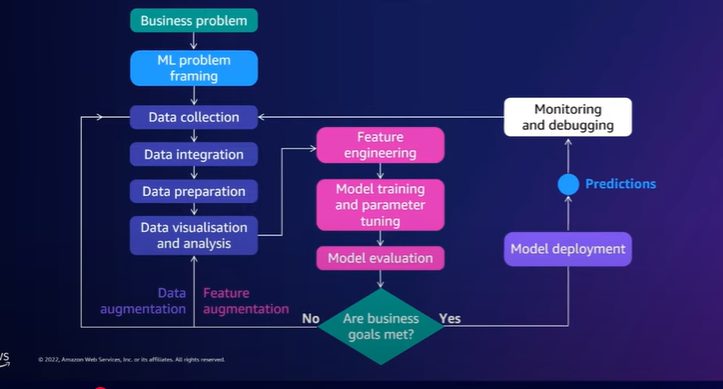 Business problem
ML problem
framing
Data collection
Data integration
Data preparation
Data visualisation
and analysis
Data
augmentation
Feature
augmentation
Feature
engineering
Model training
and parameter
tuning
Model evaluation
No
Are business
goals met?
Yes
Monitoring
and debugging
Predictions
Model deployment
© 2022, Amazon Web Services, Inc. or its affiliates. All rights reserved.